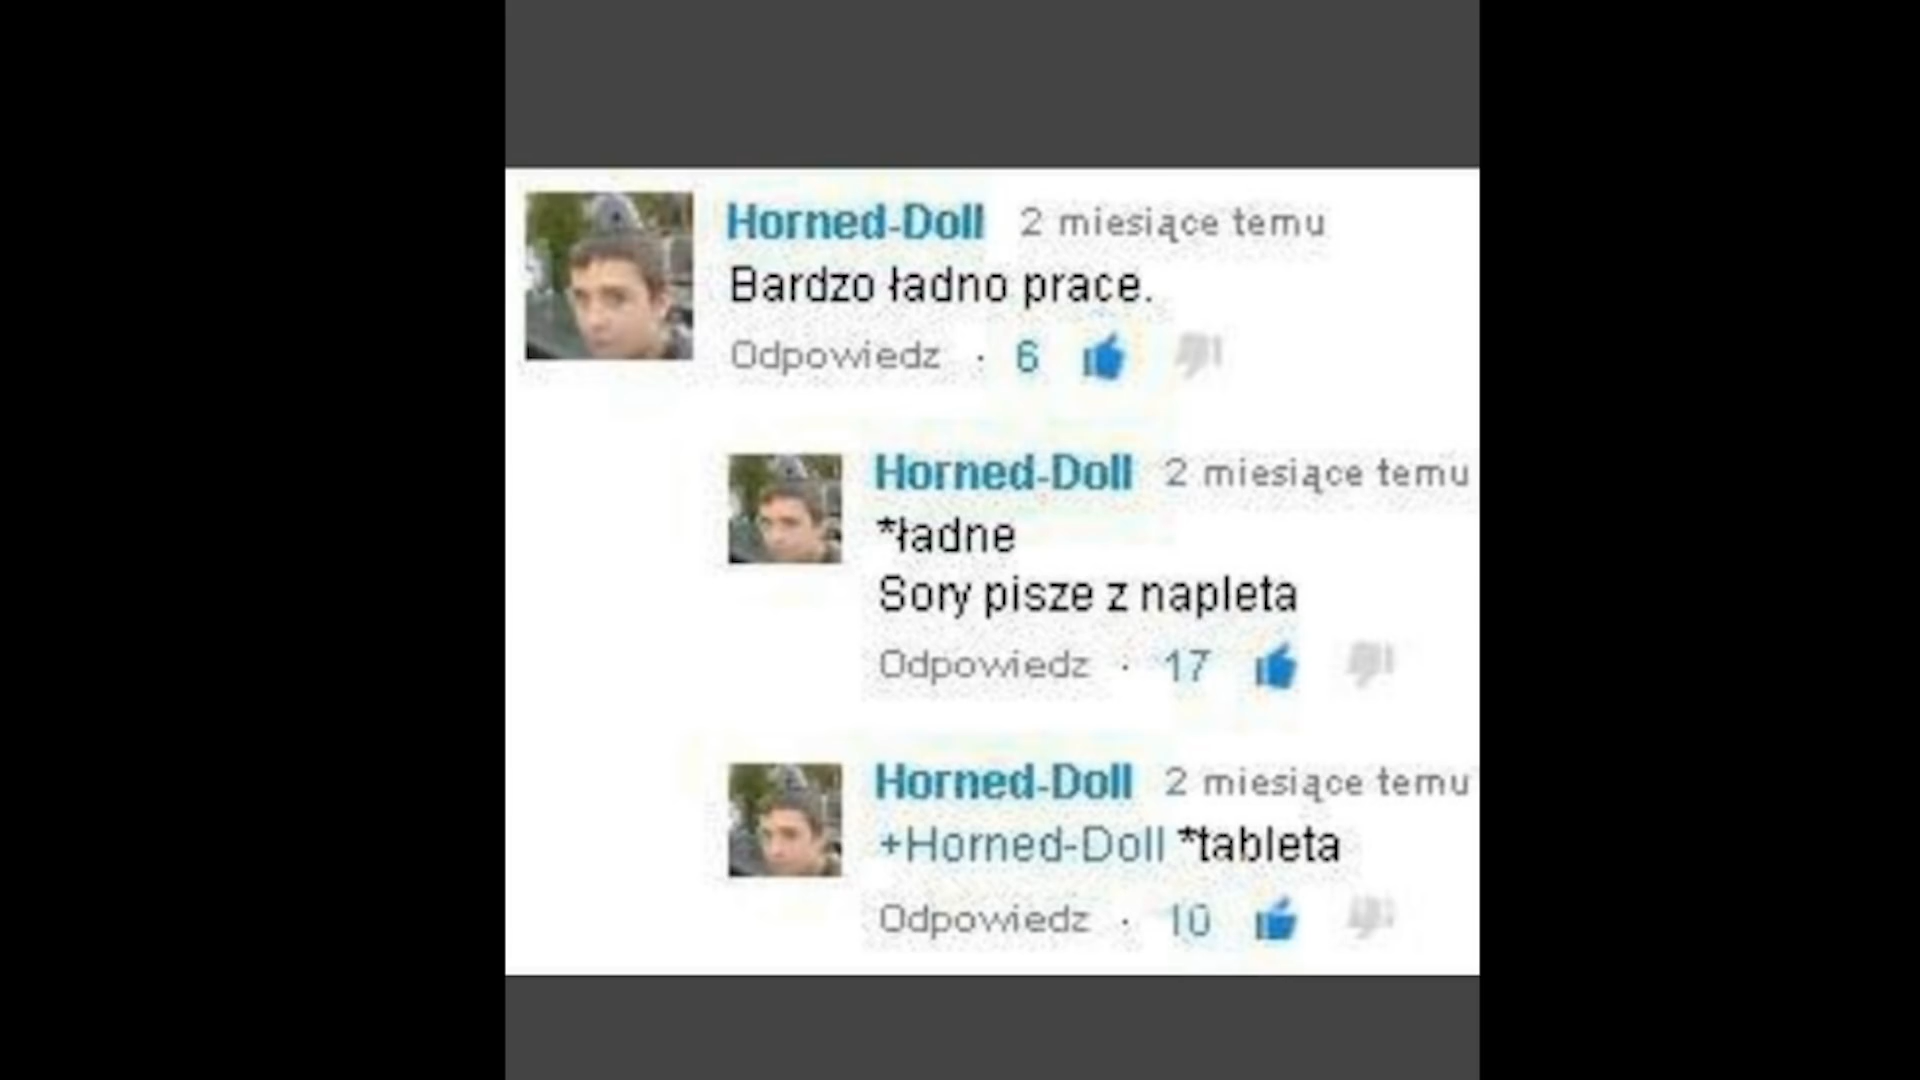 Horned-Doll 2 miesiące temu
Bardzo ładno prace.
Odpowiedz · 6
Horned-Doll 2 miesiące temu
*ładne
Sory pisze z napleta
Odpowiedz · 17
Horned-Doll 2 miesiące temu
+Horned-Doll *tableta
Odpowiedz · 10